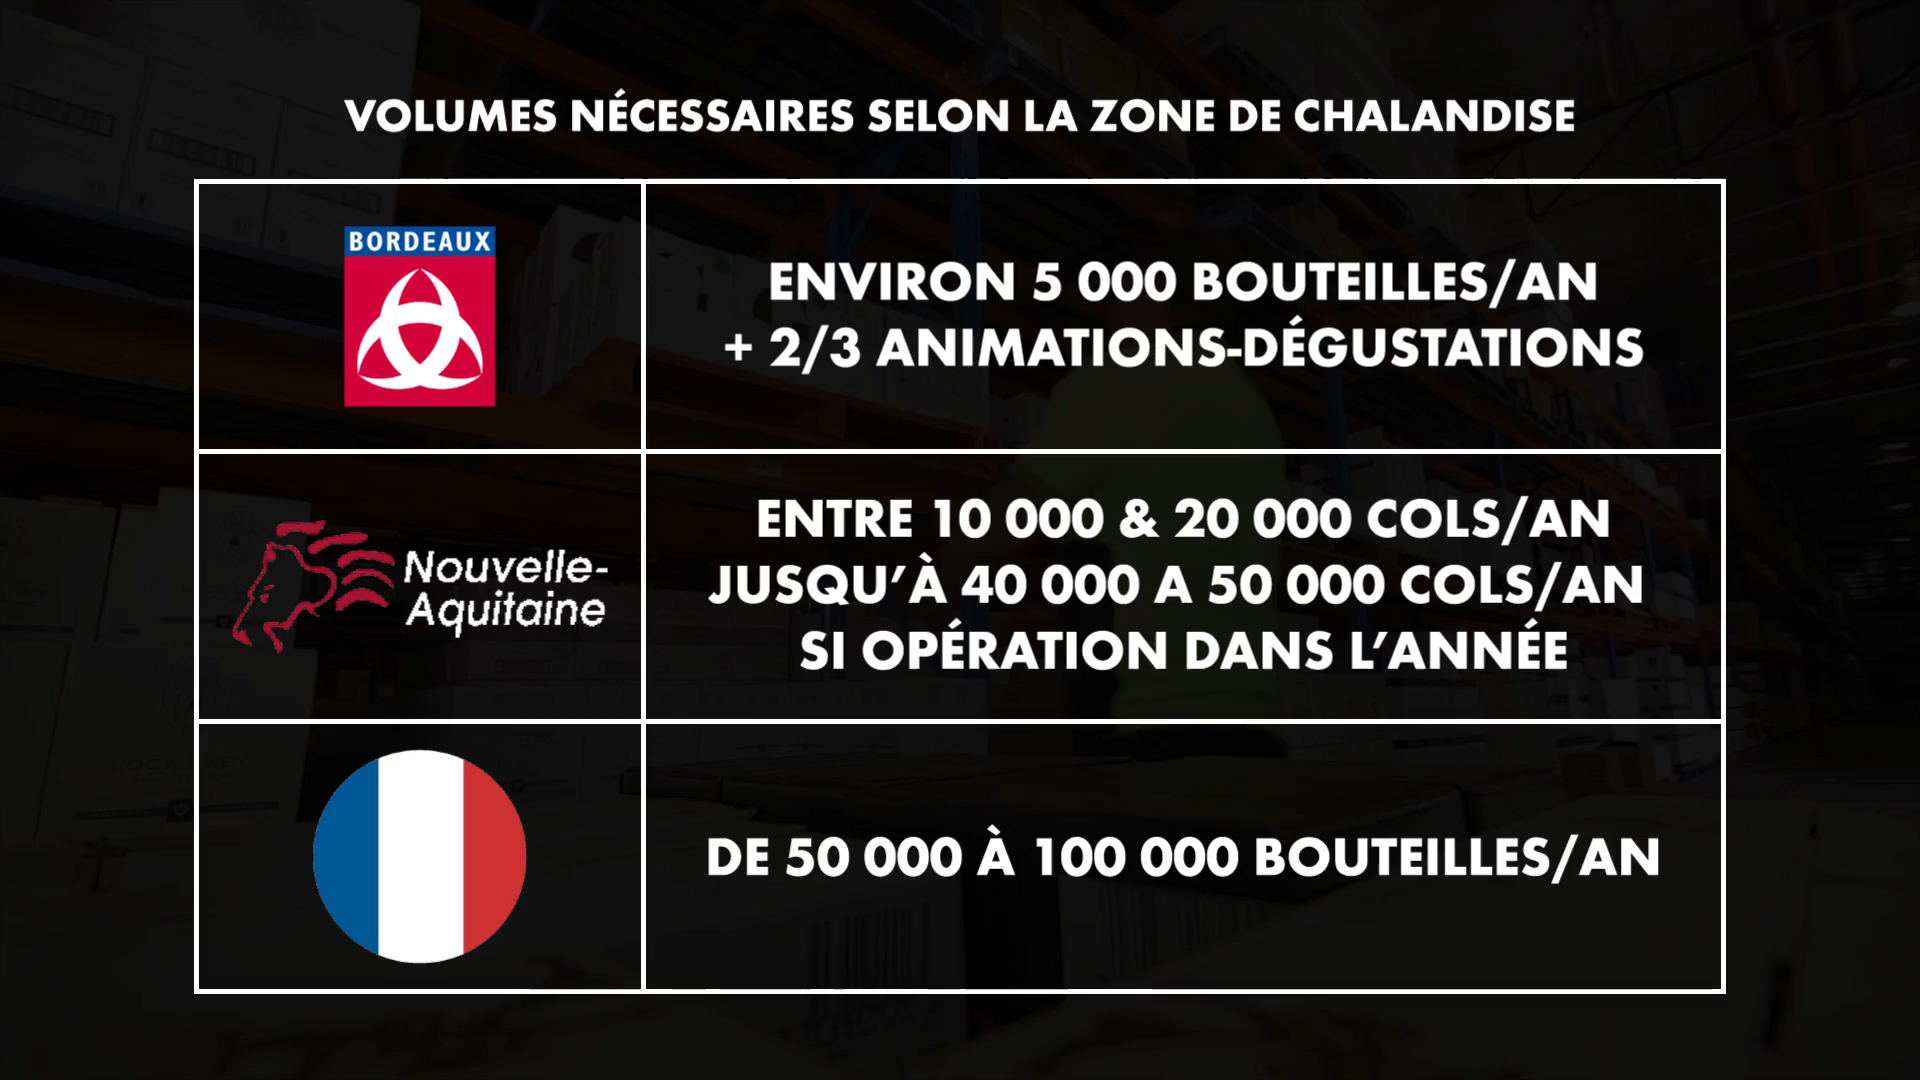 VOLUMES NÉCESSAIRES SELON LA ZONE DE CHALANDISE
BORDEAUX
ENVIRON 5 000 BOUTEILLES/AN
+ 2/3 ANIMATIONS-DÉGUSTATIONS
Nouvelle-
Aquitaine
ENTRE 10 000 & 20 000 COLS/AN
JUSQU’À 40 000 A 50 000 COLS/AN
SI OPÉRATION DANS L’ANNÉE
DE 50 000 À 100 000 BOUTEILLES/AN